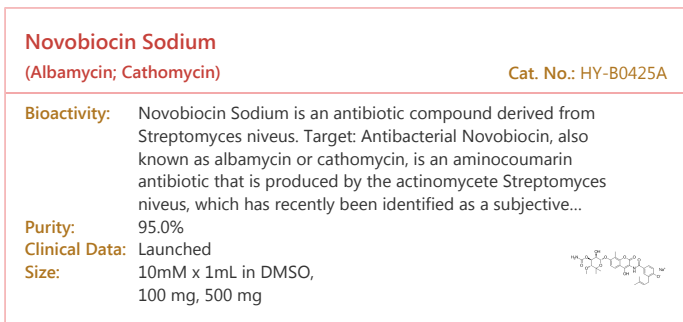 Novobiocin Sodium
(Albamycin; Cathomycin) Cat. No.: HY-B0425A
Bioactivity: Novobiocin Sodium is an antibiotic compound derived from
Streptomyces niveus. Target: Antibacterial Novobiocin, also
known as albamycin or cathomycin, is an aminocoumarin
antibiotic that is produced by the actinomycete Streptomyces
niveus, which has recently been identified as a subjective...
Purity: 95.0%
Clinical Data: Launched
Size: 10mM x 1mL in DMSO,
100 mg, 500 mg